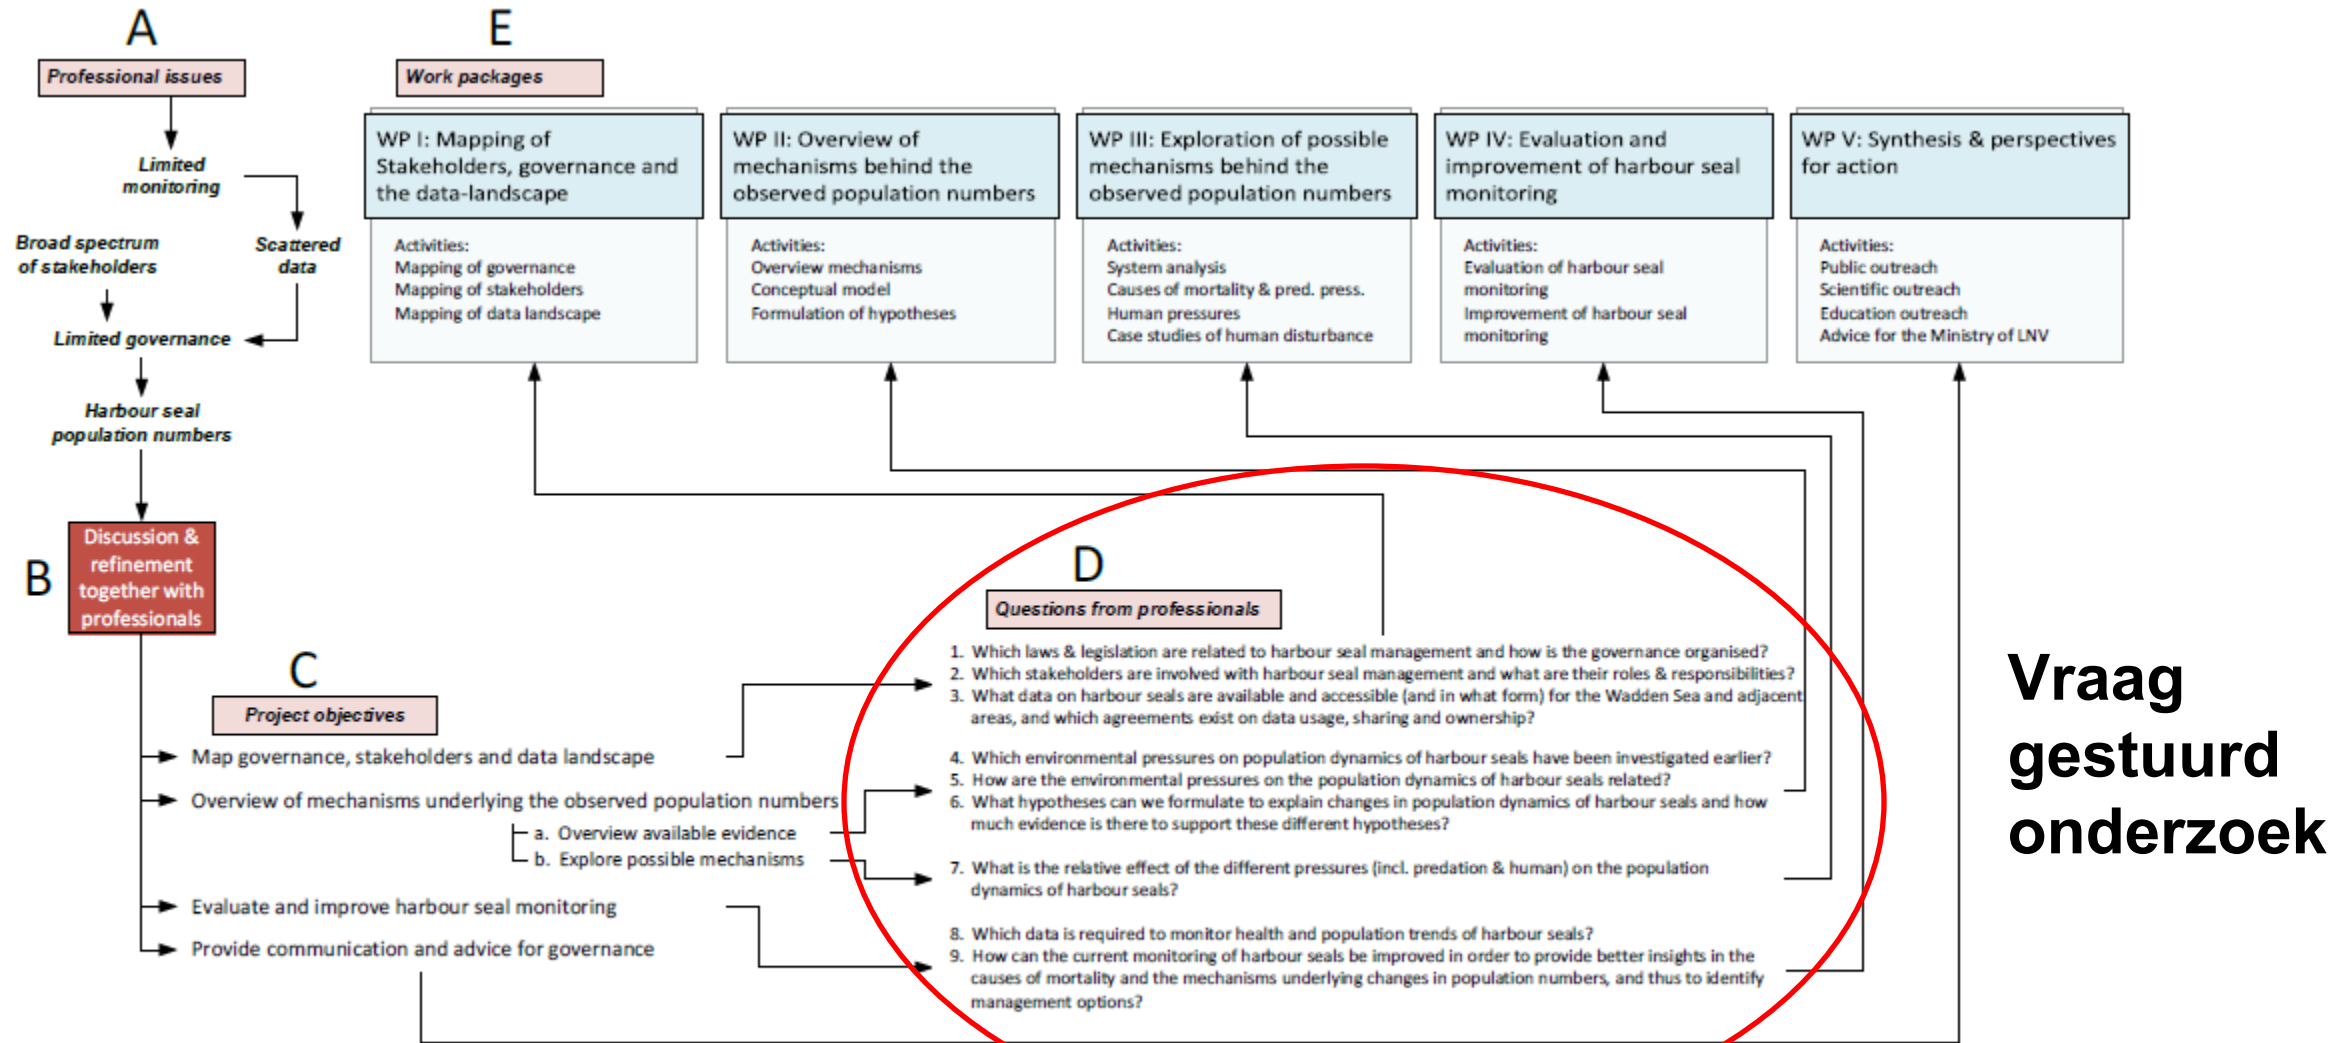 A
Professional issues
Limited
monitoring
Broad spectrum
of stakeholders
Scattered
data
Limited governance
Harbour seal
population numbers
B
Discussion &
refinement
together with
professionals
E
Work packages
WP I: Mapping of
Stakeholders, governance and
the data-landscape
Activities:
Mapping of governance
Mapping of stakeholders
Mapping of data landscape
WP II: Overview of
mechanisms behind the
observed population numbers
Activities:
Overview mechanisms
Conceptual model
Formulation of hypotheses
WP III: Exploration of possible
mechanisms behind the
observed population numbers
Activities:
System analysis
Causes of mortality & pred. press.
Human pressures
Case studies of human disturbance
WP IV: Evaluation and
improvement of harbour seal
monitoring
Activities:
Evaluation of harbour seal
monitoring
Improvement of harbour seal
monitoring
WP V: Synthesis & perspectives
for action
Activities:
Public outreach
Scientific outreach
Education outreach
Advice for the Ministry of LNV
C
Project objectives
Map governance, stakeholders and data landscape
Overview of mechanisms underlying the observed population numbers
a. Overview available evidence
b. Explore possible mechanisms
Evaluate and improve harbour seal monitoring
Provide communication and advice for governance
D
Questions from professionals
1. Which laws & legislation are related to harbour seal management and how is the governance organised?
2. Which stakeholders are involved with harbour seal management and what are their roles & responsibilities?
3. What data on harbour seals are available and accessible (and in what form) for the Wadden Sea and adjacent
areas, and which agreements exist on data usage, sharing and ownership?
4. Which environmental pressures on population dynamics of harbour seals have been investigated earlier?
5. How are the environmental pressures on the population dynamics of harbour seals related?
6. What hypotheses can we formulate to explain changes in population dynamics of harbour seals and how
much evidence is there to support these different hypotheses?
7. What is the relative effect of the different pressures (incl. predation & human) on the population
dynamics of harbour seals?
8. Which data is required to monitor health and population trends of harbour seals?
9. How can the current monitoring of harbour seals be improved in order to provide better insights in the
causes of mortality and the mechanisms underlying changes in population numbers, and thus to identify
management options?
Vraag
gestuurd
onderzoek